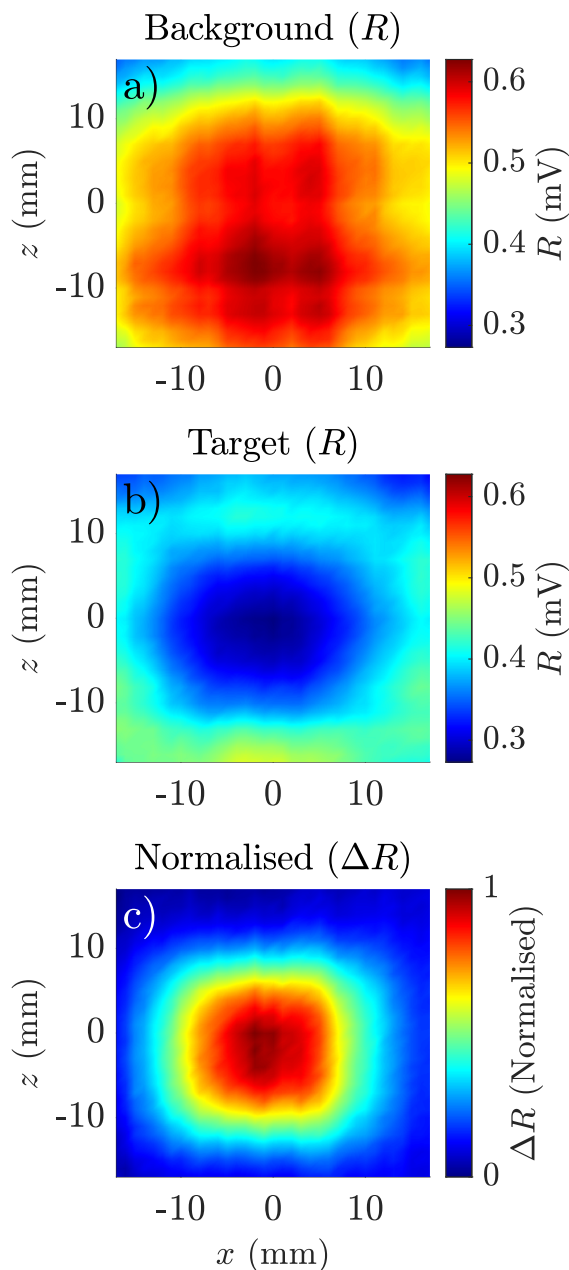 Background (R)
a)
10
0
-10
z (mm)
-10 0 10
0.6
0.5
0.4
0.3
R (mV)
Target (R)
b)
10
0
-10
z (mm)
-10 0 10
0.6
0.5
0.4
0.3
R (mV)
Normalised (ΔR)
c)
10
0
-10
z (mm)
-10 0 10
x (mm)
1
0
ΔR (Normalised)